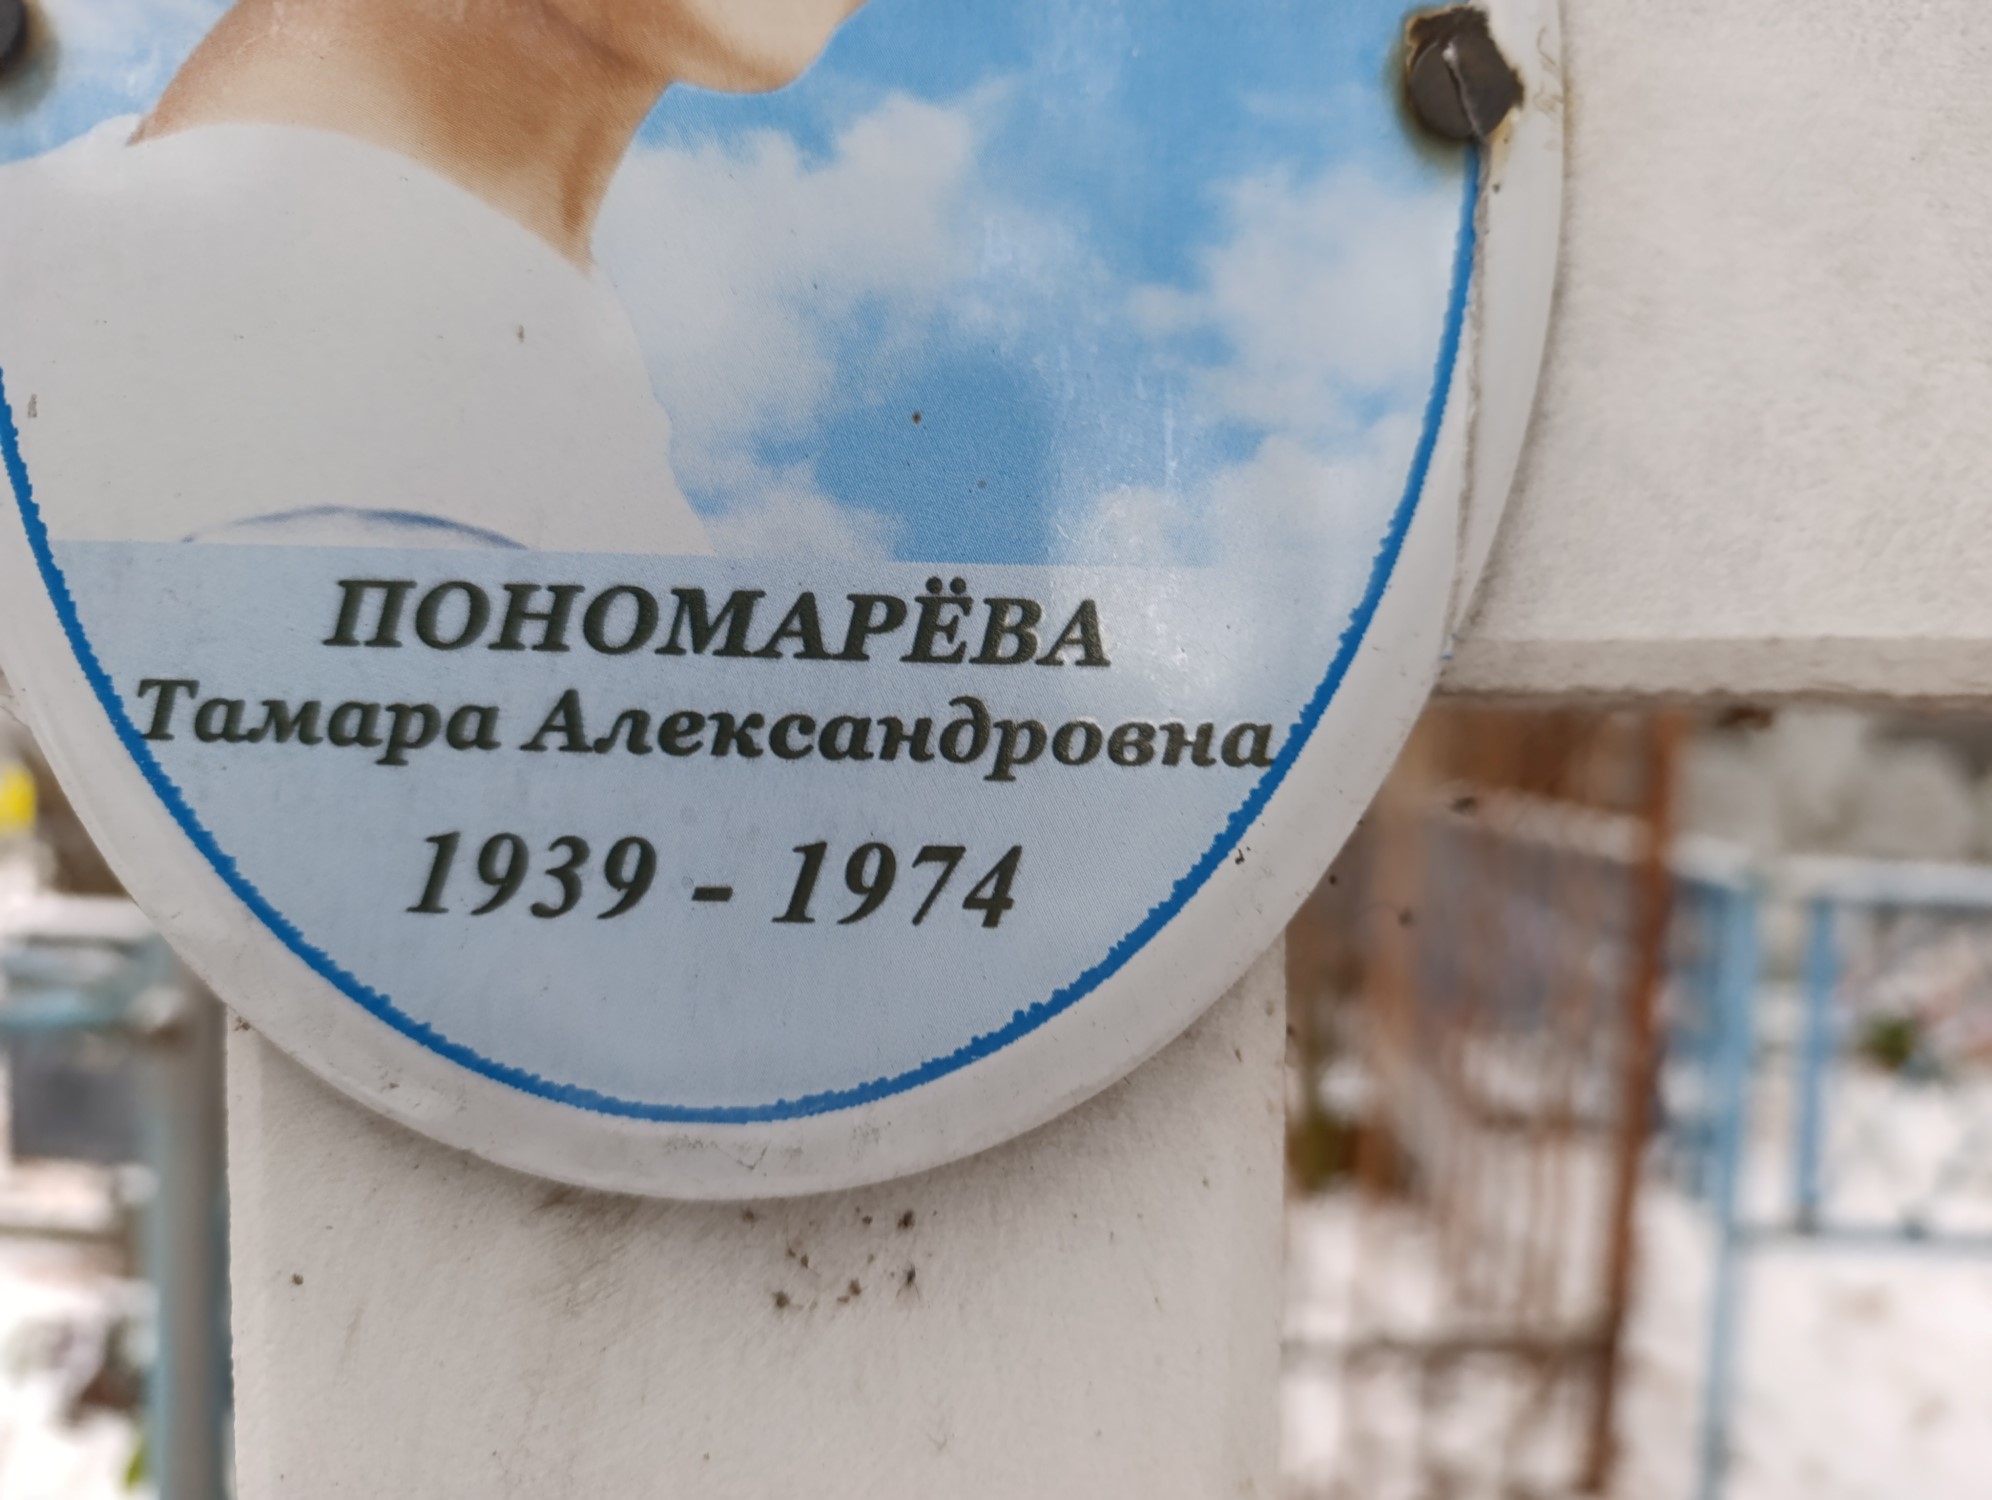 ПОНОМАРЁВА
Тамара Александровна
1939 - 1974